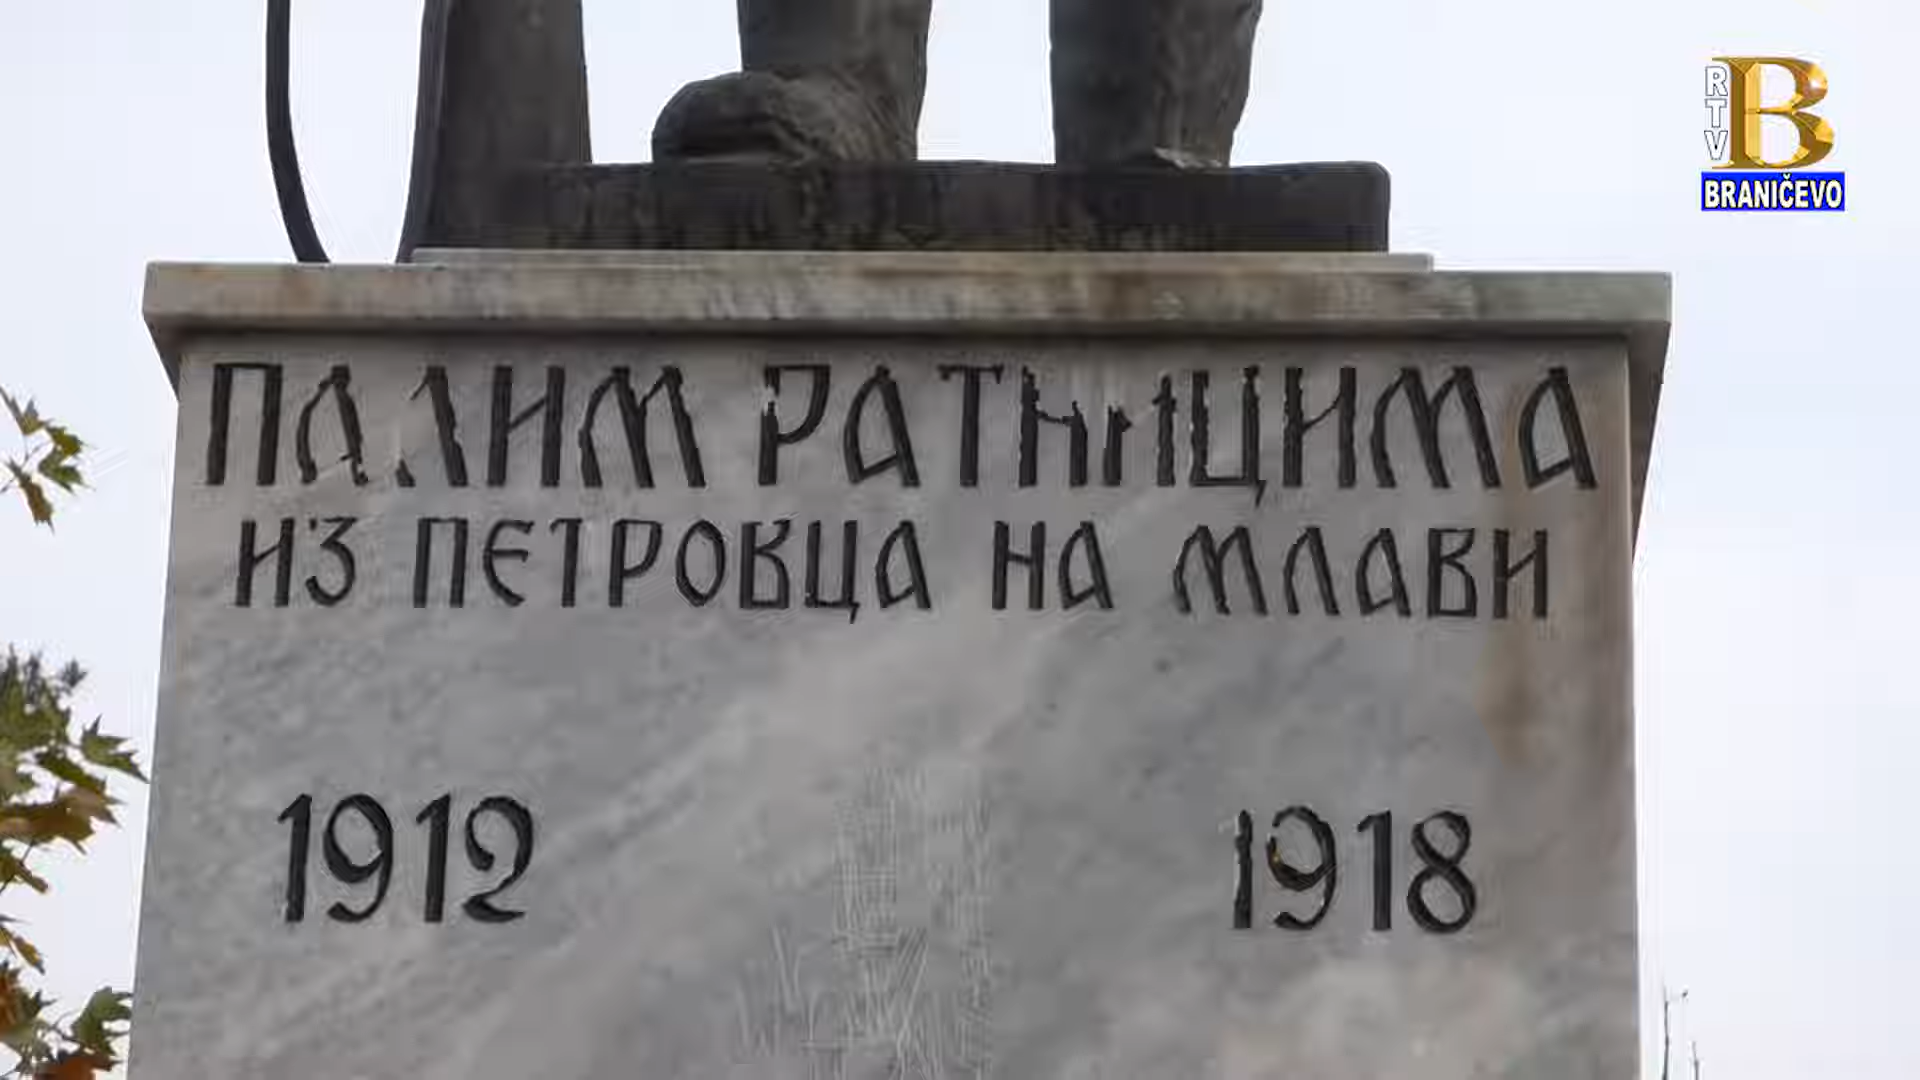 RTV B
BRANIČEVO
ПАЛИМ РАТНИЦИМА
ИЗ ПЕТРОВЦА НА МЛАВИ
1912 1918